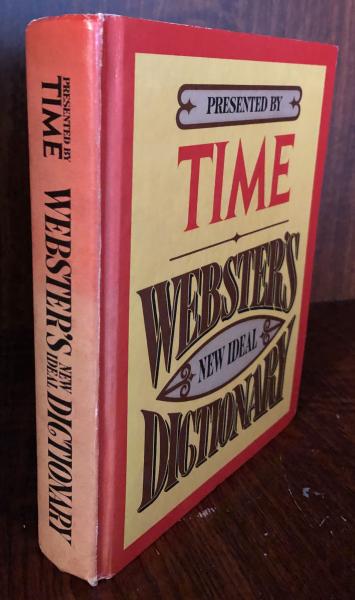 PRESENTED BY
TIME
WEBSTER'S
NEW IDEAL
DICTIONARY
PRESENTED BY
TIME
WEBSTER'S
NEW
IDEAL
DICTIONARY